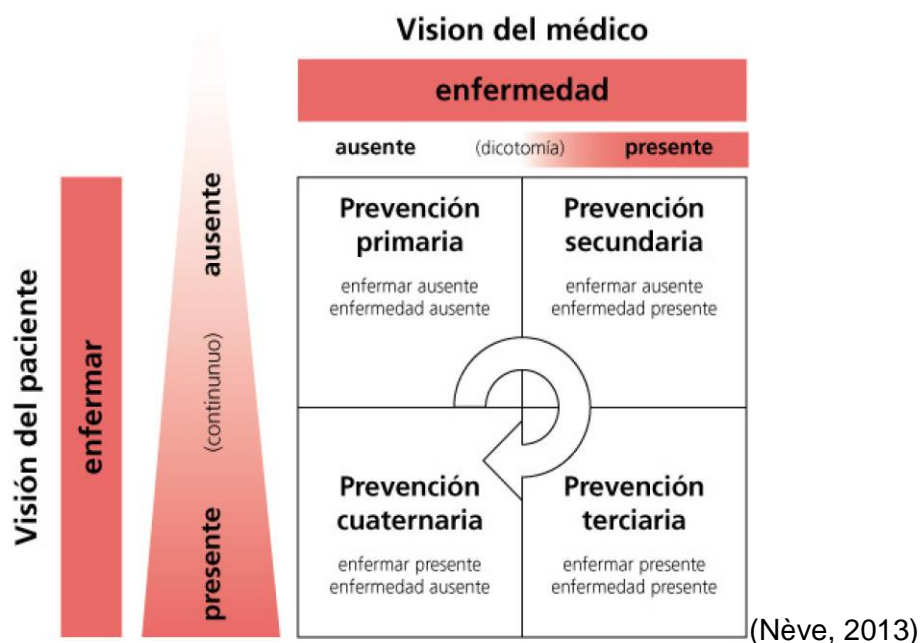 Vision del médico
enfermedad
ausente (dicotomía) presente
Visión del paciente
enfermar
ausente
(continunuo)
presente
Prevención
primaria
enfermar ausente
enfermedad ausente
Prevención
secundaria
enfermar ausente
enfermedad presente
Prevención
cuaternaria
enfermar presente
enfermedad ausente
Prevención
terciaria
enfermar presente
enfermedad presente
(Nève, 2013)